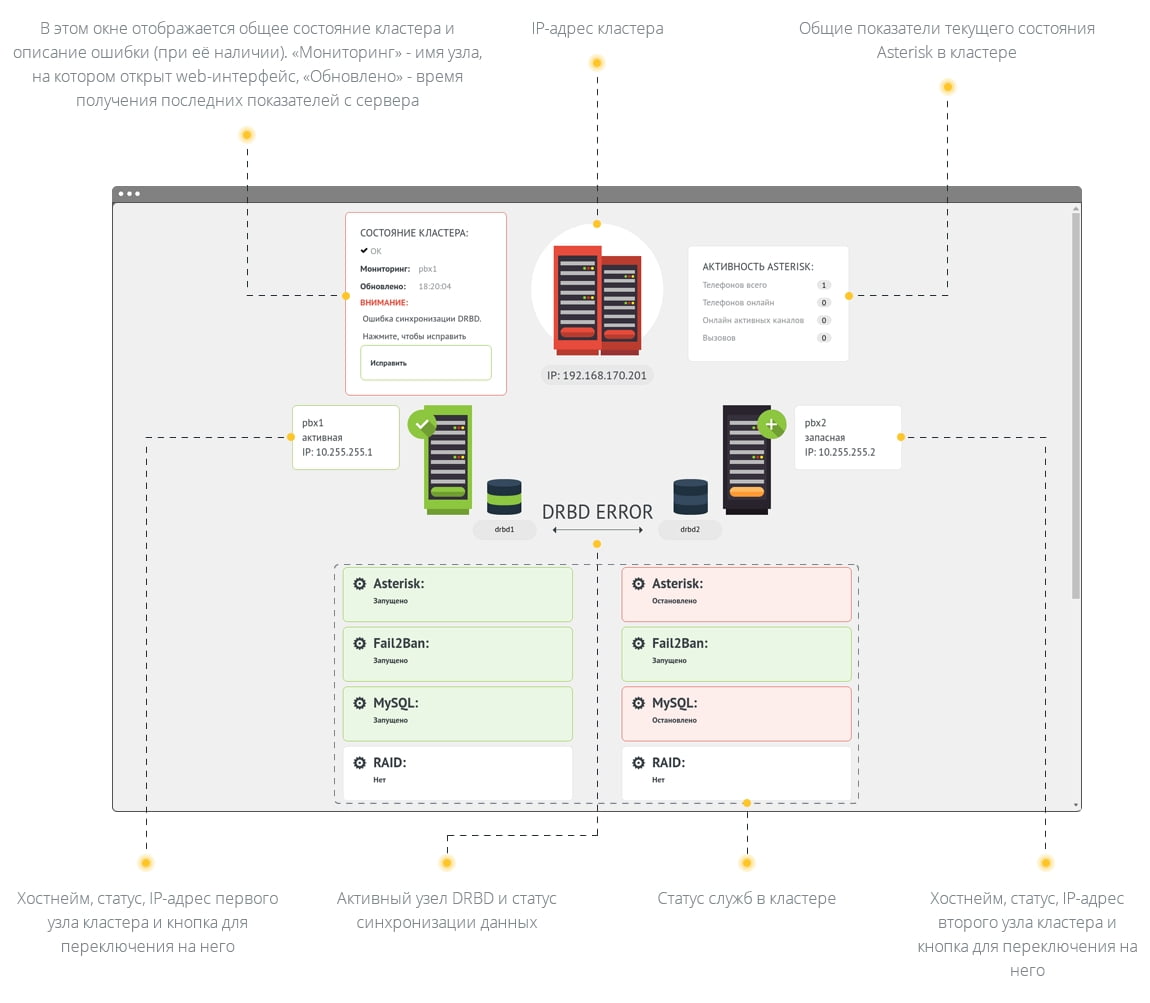 В этом окне отображается общее состояние кластера и
описание ошибки (при её наличии). «Мониторинг» - имя узла,
на котором открыт web-интерфейс, «Обновлено» - время
получения последних показателей с сервера
IP-адрес кластера
Общие показатели текущего состояния
Asterisk в кластере
СОСТОЯНИЕ КЛАСТЕРА:
OK
Мониторинг: pbx1
Обновлено: 18:20:04
ВНИМАНИЕ:
Ошибка синхронизации DRBD.
Нажмите, чтобы исправить
Исправить
IP: 192.168.170.201
АКТИВНОСТЬ ASTERISK:
Телефонов всего 1
Телефонов онлайн 0
Онлайн активных каналов 0
Вызовов 0
pbx1
активная
IP: 10.255.255.1
pbx2
запасная
IP: 10.255.255.2
DRBD ERROR
drbd1
drbd2
Asterisk:
Запущено
Fail2Ban:
Запущено
MySQL:
Запущено
RAID:
Нет
Asterisk:
Остановлено
Fail2Ban:
Запущено
MySQL:
Остановлено
RAID:
Нет
Хостнейм, статус, IP-адрес первого
узла кластера и кнопка для
переключения на него
Активный узел DRBD и статус
синхронизации данных
Статус служб в кластере
Хостнейм, статус, IP-адрес
второго узла кластера и
кнопка для переключения на
него